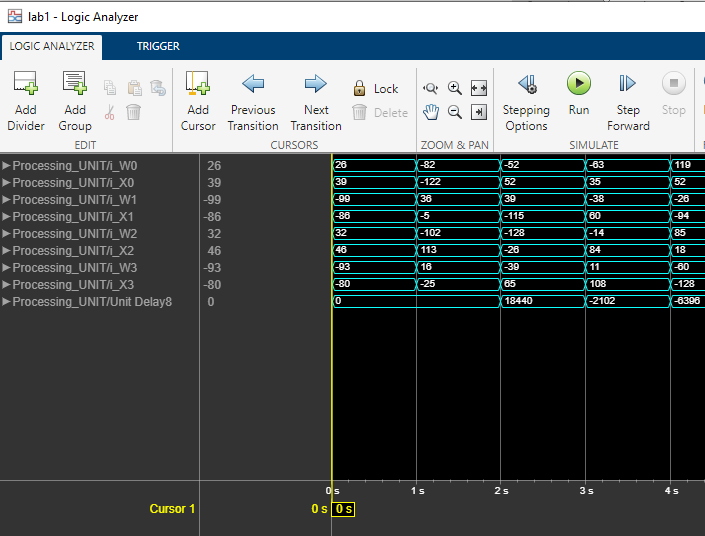 lab1 - Logic Analyzer
LOGIC ANALYZER TRIGGER
Add Divider
Add Group
EDIT
Add Cursor
Previous Transition
Next Transition
Lock
Delete
CURSORS
ZOOM & PAN
Stepping Options
Run
Step Forward
Stop
SIMULATE
Processing_UNIT/i_W0 26 26 -82 -52 -63 119
Processing_UNIT/i_X0 39 39 -122 52 35 52
Processing_UNIT/i_W1 -99 -99 36 39 -38 -26
Processing_UNIT/i_X1 -86 -86 -5 -115 60 -94
Processing_UNIT/i_W2 32 32 -102 -128 -14 85
Processing_UNIT/i_X2 46 46 113 -26 84 18
Processing_UNIT/i_W3 -93 -93 16 -39 11 -60
Processing_UNIT/i_X3 -80 -80 -25 65 108 -128
Processing_UNIT/Unit Delay8 0 0 18440 -2102 -6396
0 s 1 s 2 s 3 s 4 s
Cursor 1 0 s 0 s